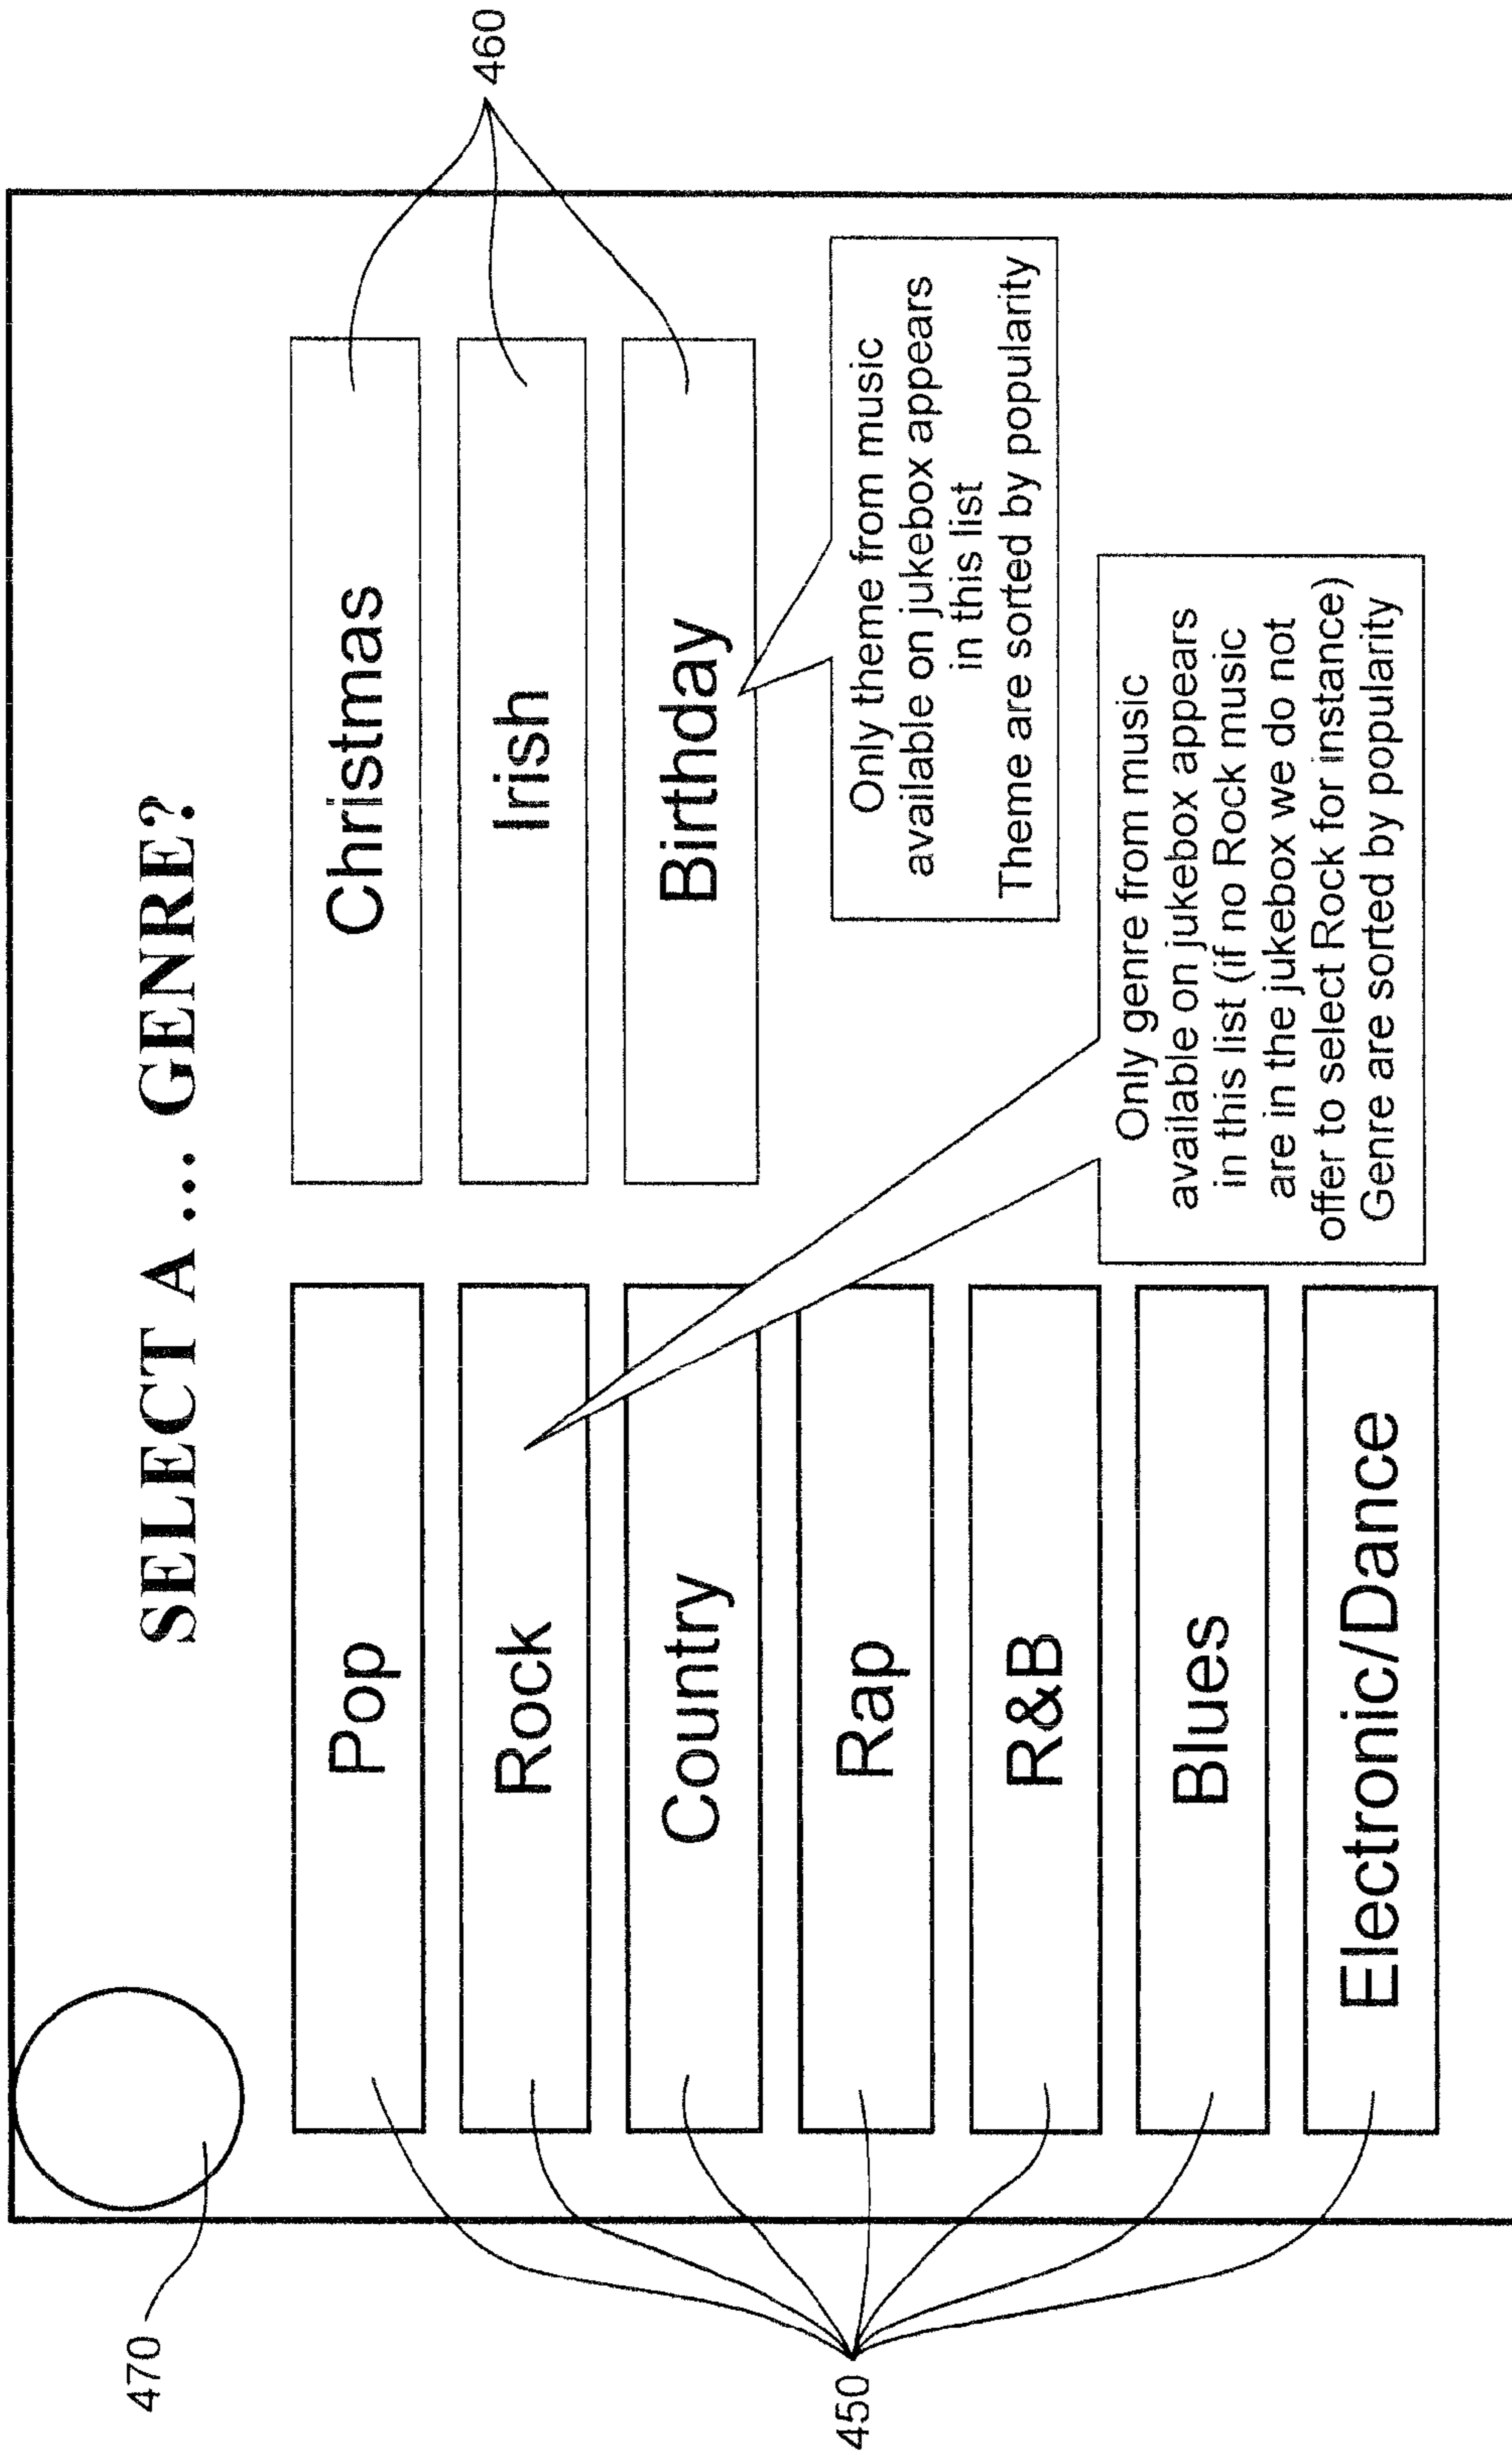 470
SELECT A ... GENRE?
Pop
Rock
Country
Rap
R&B
Blues
Electronic/Dance
450
Christmas
Irish
Birthday
460
Only theme from music
available on jukebox appears
in this list
Theme are sorted by popularity
Only genre from music
available on jukebox appears
in this list (if no Rock music
are in the jukebox we do not
offer to select Rock for instance)
Genre are sorted by popularity